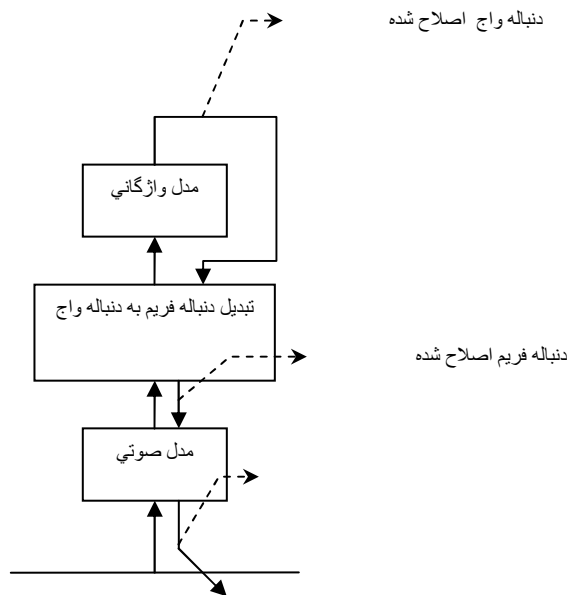 دنباله واج اصلاح شده
مدل واژگاني
تبديل دنباله فريم به دنباله واج
دنباله فريم اصلاح شده
مدل صوتي